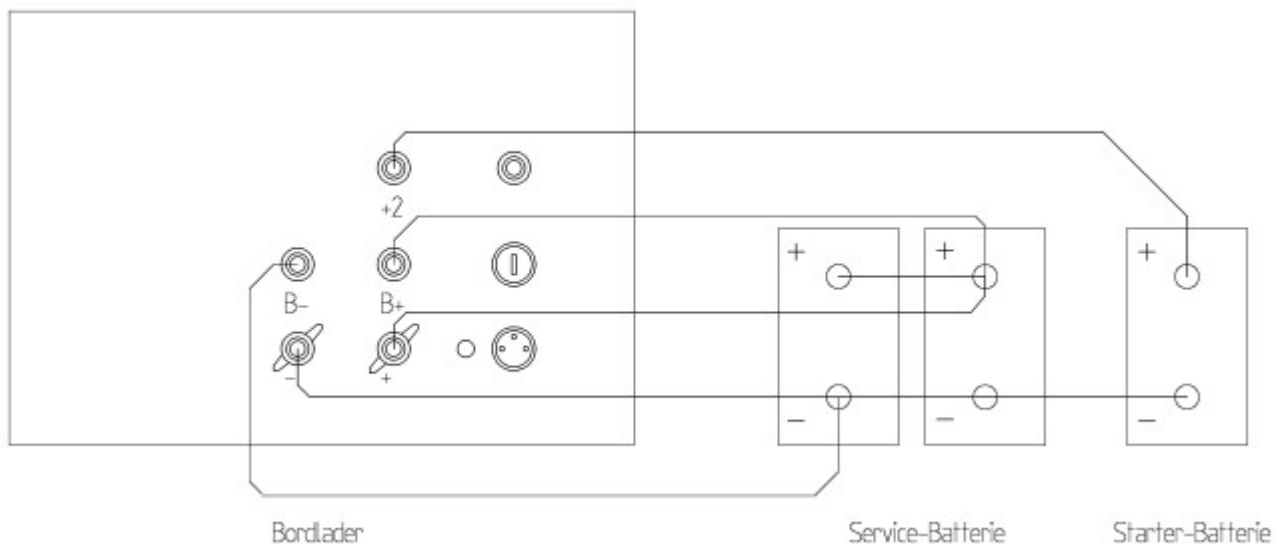 +2
+ + +
B- B+
- +
- - -
Bordlader Service-Batterie Starter-Batterie